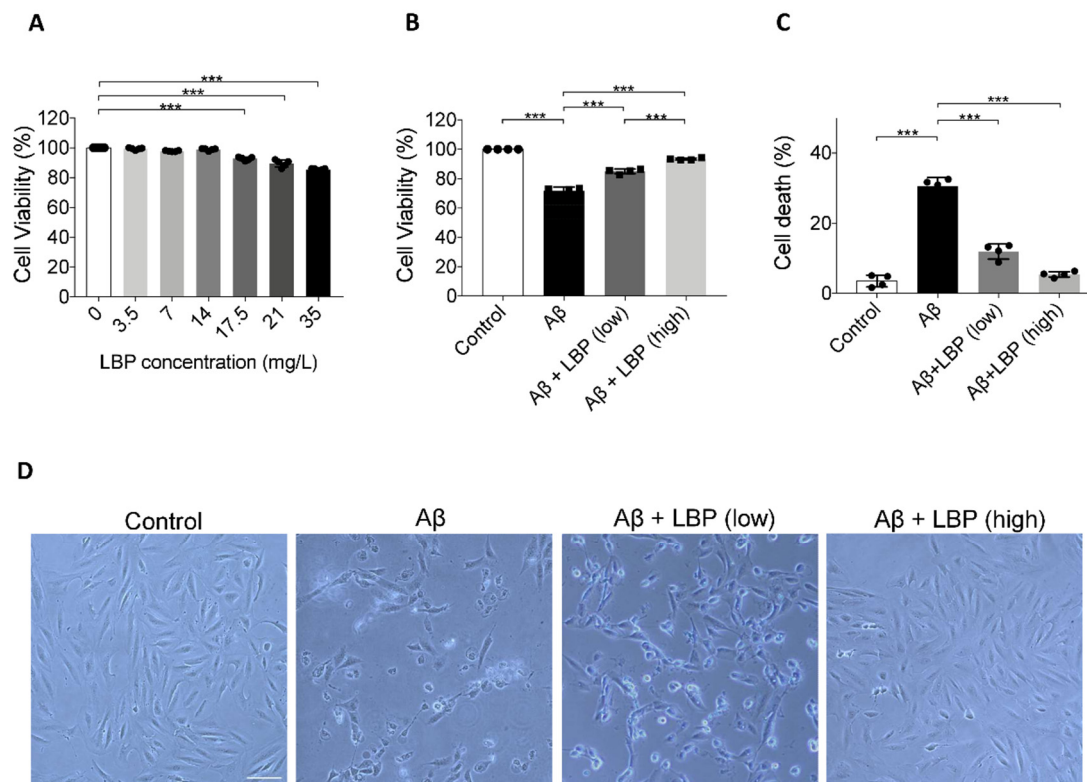 A
***
***
***
Cell Viability (%)
120
100
80
60
40
20
0
0
3.5
7
14
17.5
21
35
LBP concentration (mg/L)
B
***
***
***
***
Cell Viability (%)
120
100
80
60
40
20
0
Control
Aβ
Aβ + LBP (low)
Aβ + LBP (high)
C
***
***
***
Cell death (%)
40
20
0
Control
Aβ
Aβ+LBP (low)
Aβ+LBP (high)
D
Control
Aβ
Aβ + LBP (low)
Aβ + LBP (high)